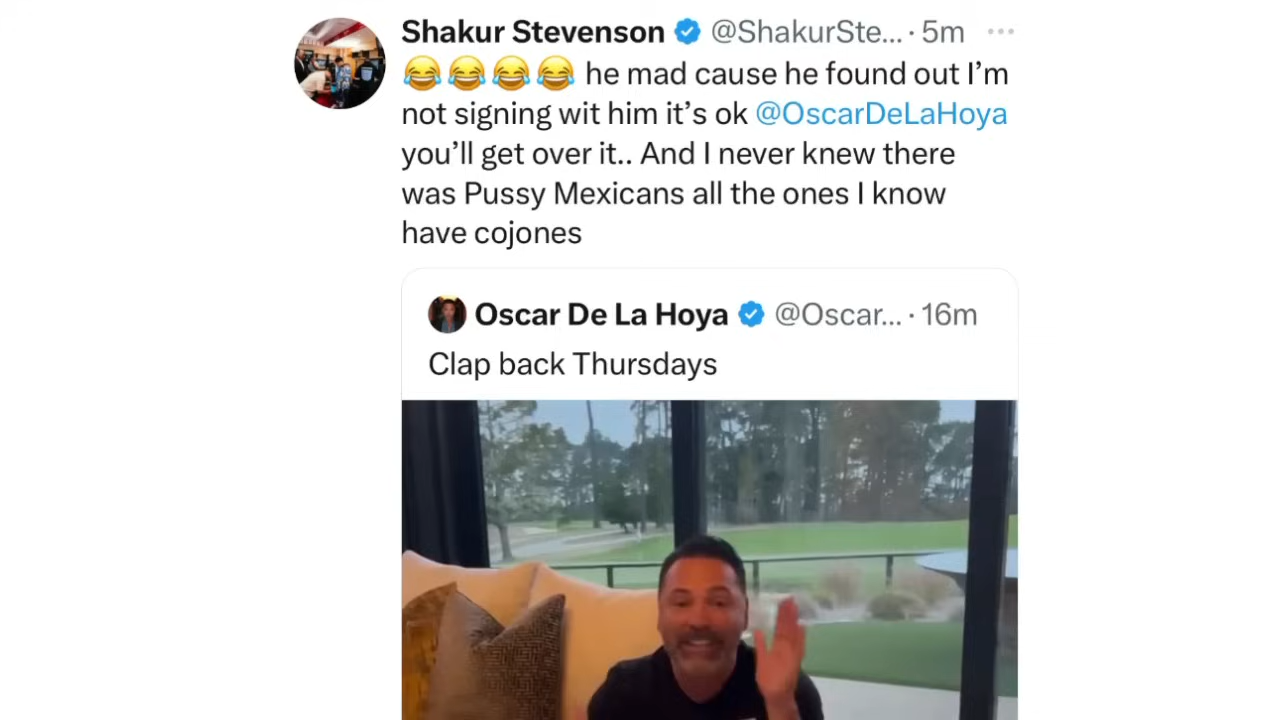 Shakur Stevenson @ShakurSte... · 5m
😂😂😂😂 he mad cause he found out I’m
not signing wit him it’s ok @OscarDeLaHoya
you’ll get over it.. And I never knew there
was Pussy Mexicans all the ones I know
have cojones
Oscar De La Hoya @Oscar... · 16m
Clap back Thursdays